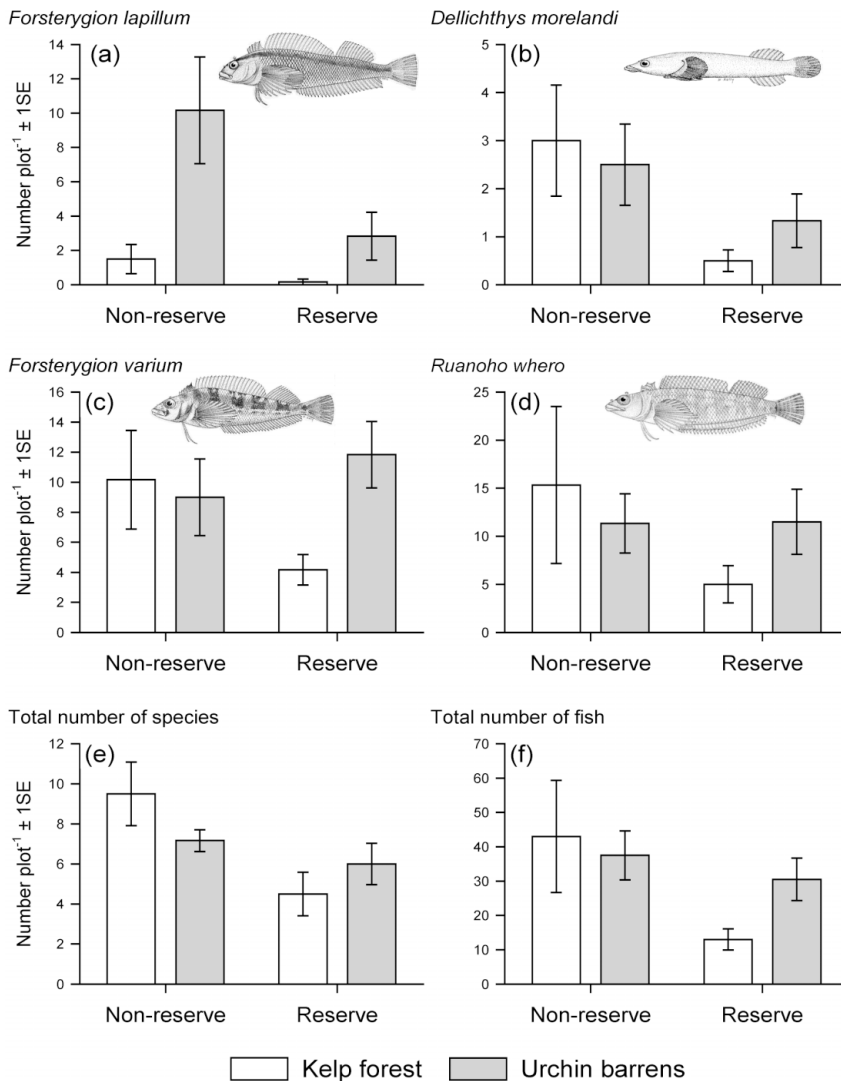 Forsterygion lapillum
Dellichthys morelandi
(a)
(b)
Number plot-1 ± 1SE
14
12
10
8
6
4
2
0
5
4
3
2
1
0
Non-reserve
Reserve
Non-reserve
Reserve
Forsterygion varium
Ruanoho whero
(c)
(d)
Number plot-1 ± 1SE
16
14
12
10
8
6
4
2
0
25
20
15
10
5
0
Non-reserve
Reserve
Non-reserve
Reserve
Total number of species
Total number of fish
(e)
(f)
Number plot-1 ± 1SE
12
10
8
6
4
2
0
70
60
50
40
30
20
10
0
Non-reserve
Reserve
Non-reserve
Reserve
Kelp forest
Urchin barrens